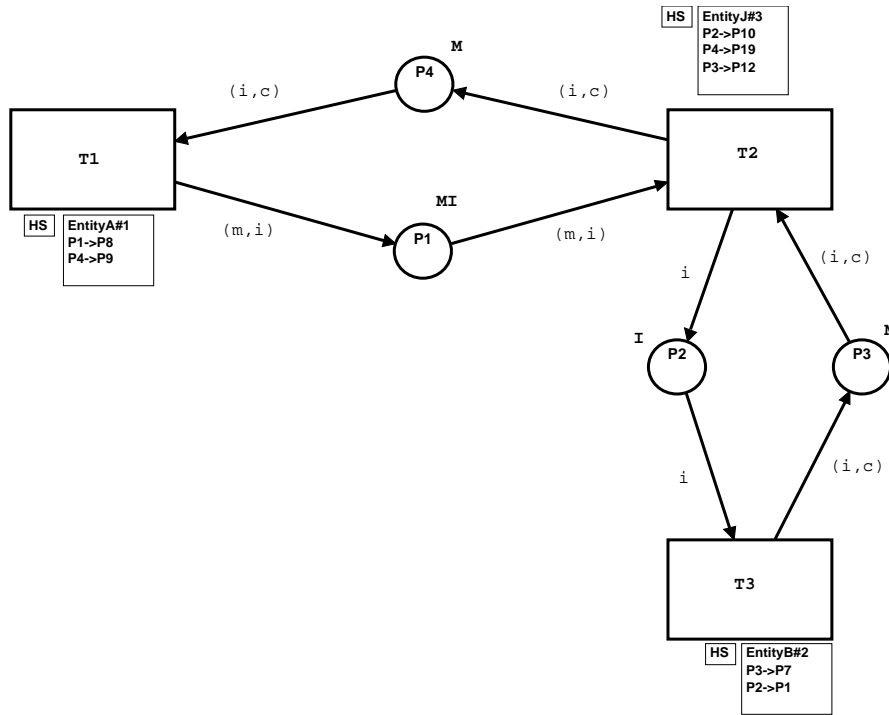 HS
EntityJ#3
P2->P10
P4->P19
P3->P12
M
P4
(i,c)
(i,c)
T1
T2
HS
EntityA#1
P1->P8
P4->P9
MI
P1
(m,i)
(m,i)
i
(i,c)
I
P2
P3
i
(i,c)
T3
HS
EntityB#2
P3->P7
P2->P1